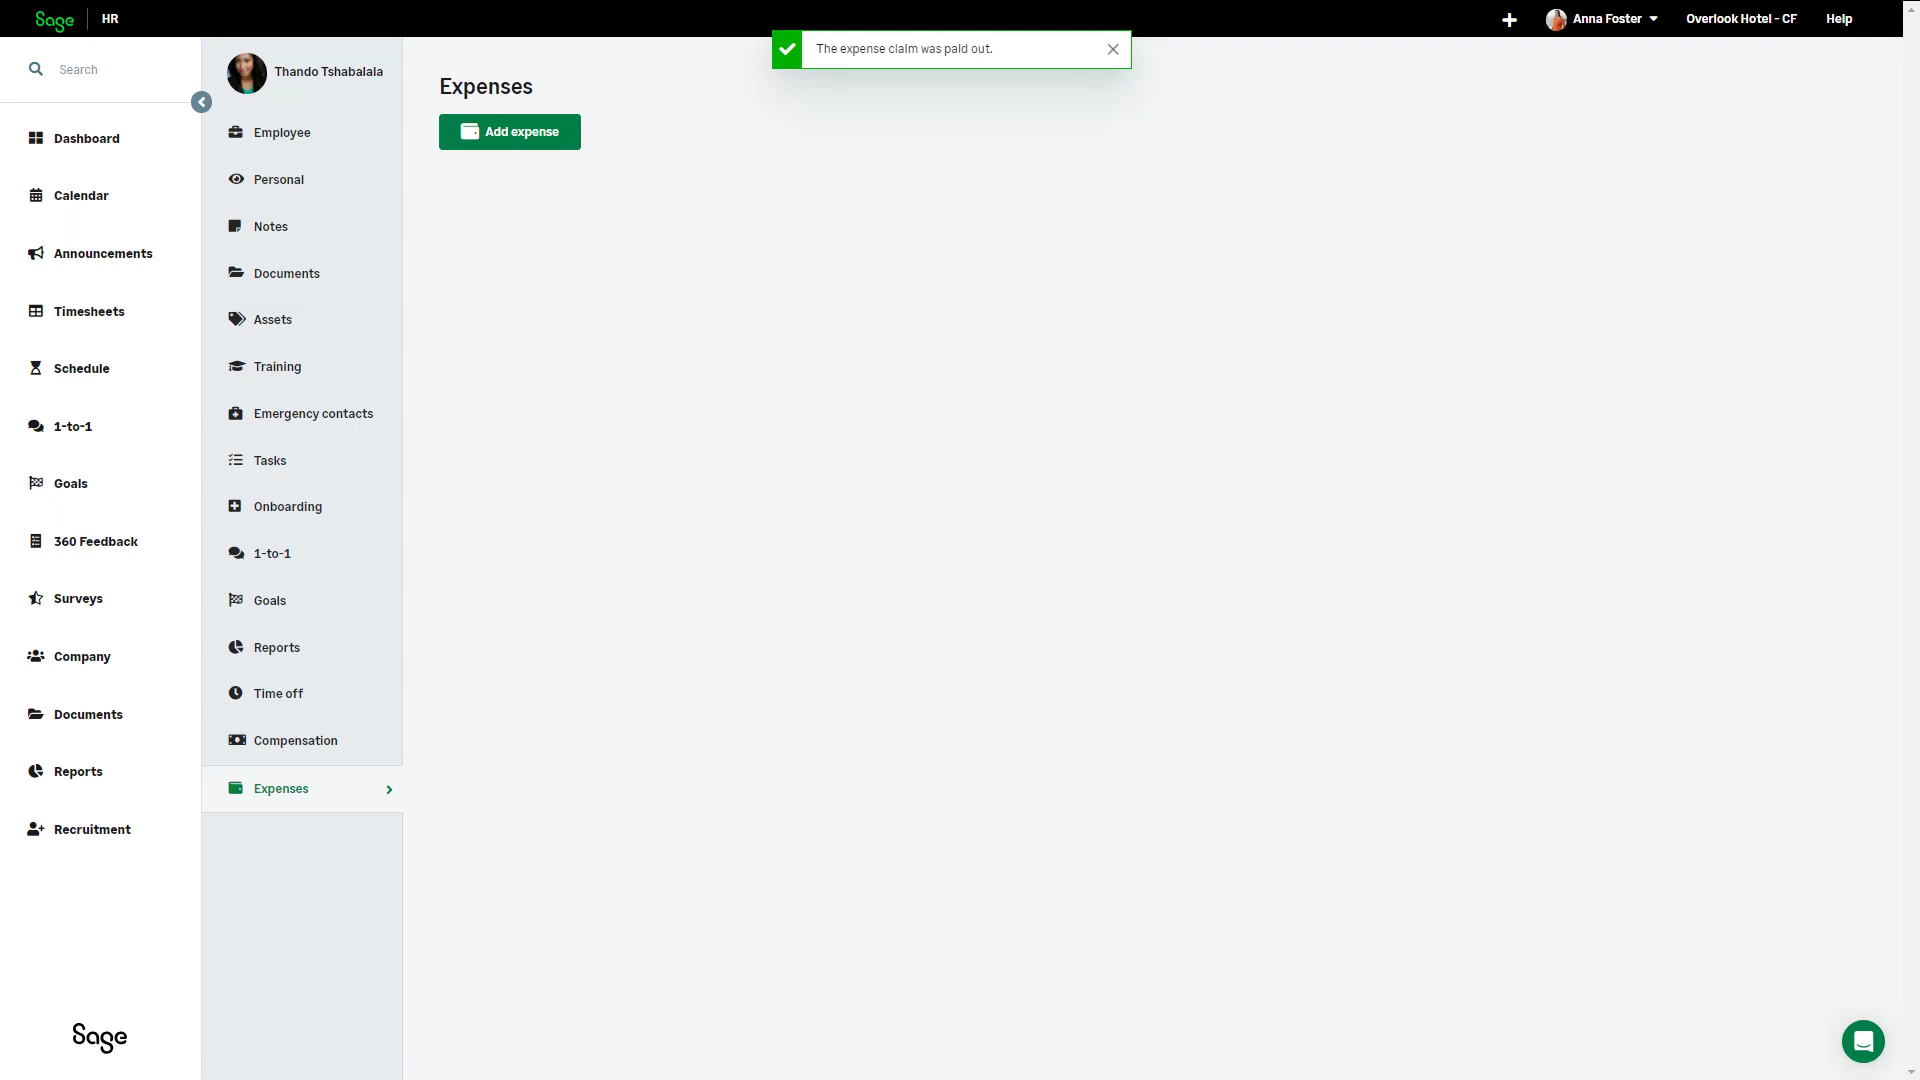 Sage
HR
Anna Foster
Overlook Hotel - CF
Help
The expense claim was paid out.
Search
Dashboard
Calendar
Announcements
Timesheets
Schedule
1-to-1
Goals
360 Feedback
Surveys
Company
Documents
Reports
Recruitment
Sage
Thando Tshabalala
Employee
Personal
Notes
Documents
Assets
Training
Emergency contacts
Tasks
Onboarding
1-to-1
Goals
Reports
Time off
Compensation
Expenses
Expenses
Add expense